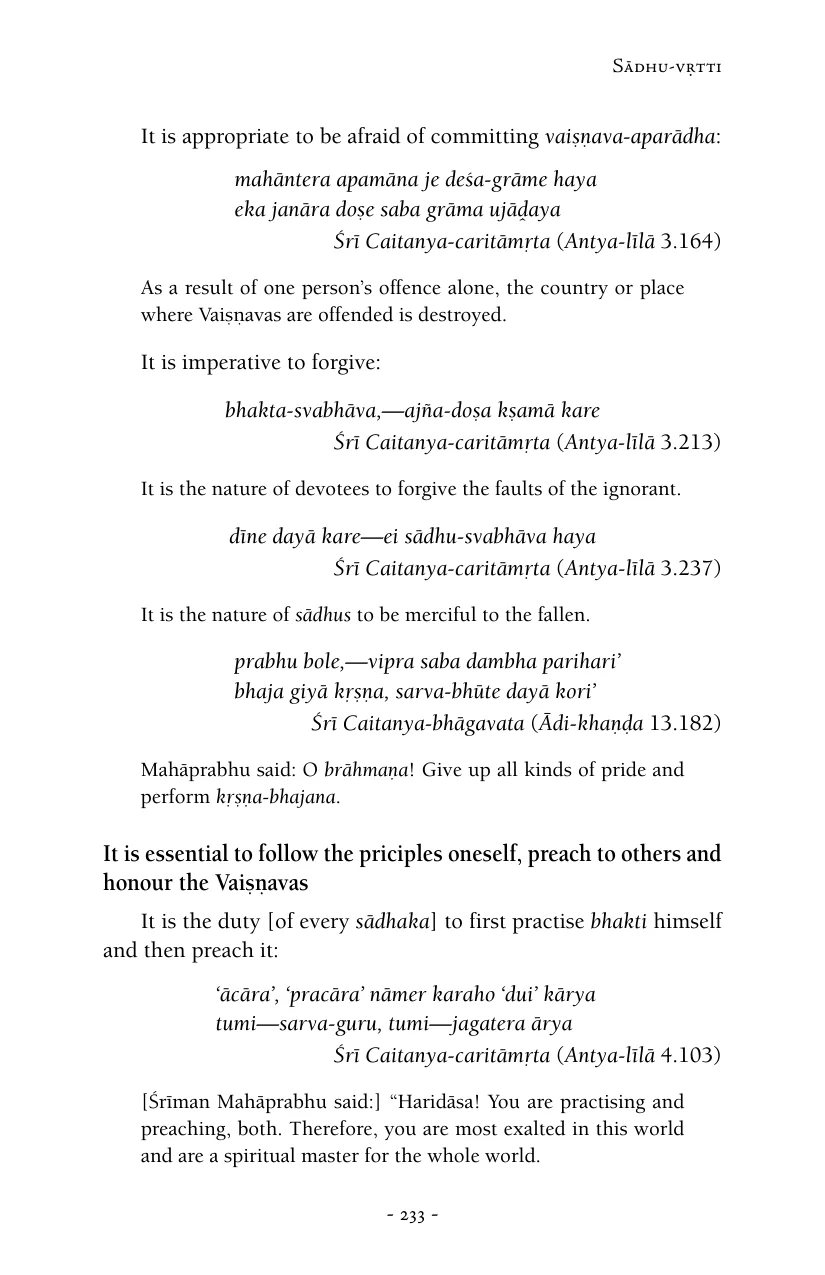 Sādhu-vṛtti
It is appropriate to be afraid of committing vaiṣṇava-aparādha:
mahāntera apamāna je deśa-grāme haya
eka janāra doṣe saba grāma ujāḓaya
Śrī Caitanya-caritāmṛta (Antya-līlā 3.164)
As a result of one person’s offence alone, the country or place
where Vaiṣṇavas are offended is destroyed.
It is imperative to forgive:
bhakta-svabhāva,—ajña-doṣa kṣamā kare
Śrī Caitanya-caritāmṛta (Antya-līlā 3.213)
It is the nature of devotees to forgive the faults of the ignorant.
dīne dayā kare—ei sādhu-svabhāva haya
Śrī Caitanya-caritāmṛta (Antya-līlā 3.237)
It is the nature of sādhus to be merciful to the fallen.
prabhu bole,—vipra saba dambha parihari’
bhaja giyā kṛṣṇa, sarva-bhūte dayā kori’
Śrī Caitanya-bhāgavata (Ādi-khaṇḍa 13.182)
Mahāprabhu said: O brāhmaṇa! Give up all kinds of pride and
perform kṛṣṇa-bhajana.
It is essential to follow the priciples oneself, preach to others and
honour the Vaiṣṇavas
It is the duty [of every sādhaka] to first practise bhakti himself
and then preach it:
‘ācāra’, ‘pracāra’ nāmer karaho ‘dui’ kārya
tumi—sarva-guru, tumi—jagatera ārya
Śrī Caitanya-caritāmṛta (Antya-līlā 4.103)
[Śrīman Mahāprabhu said:] “Haridāsa! You are practising and
preaching, both. Therefore, you are most exalted in this world
and are a spiritual master for the whole world.
- 233 -